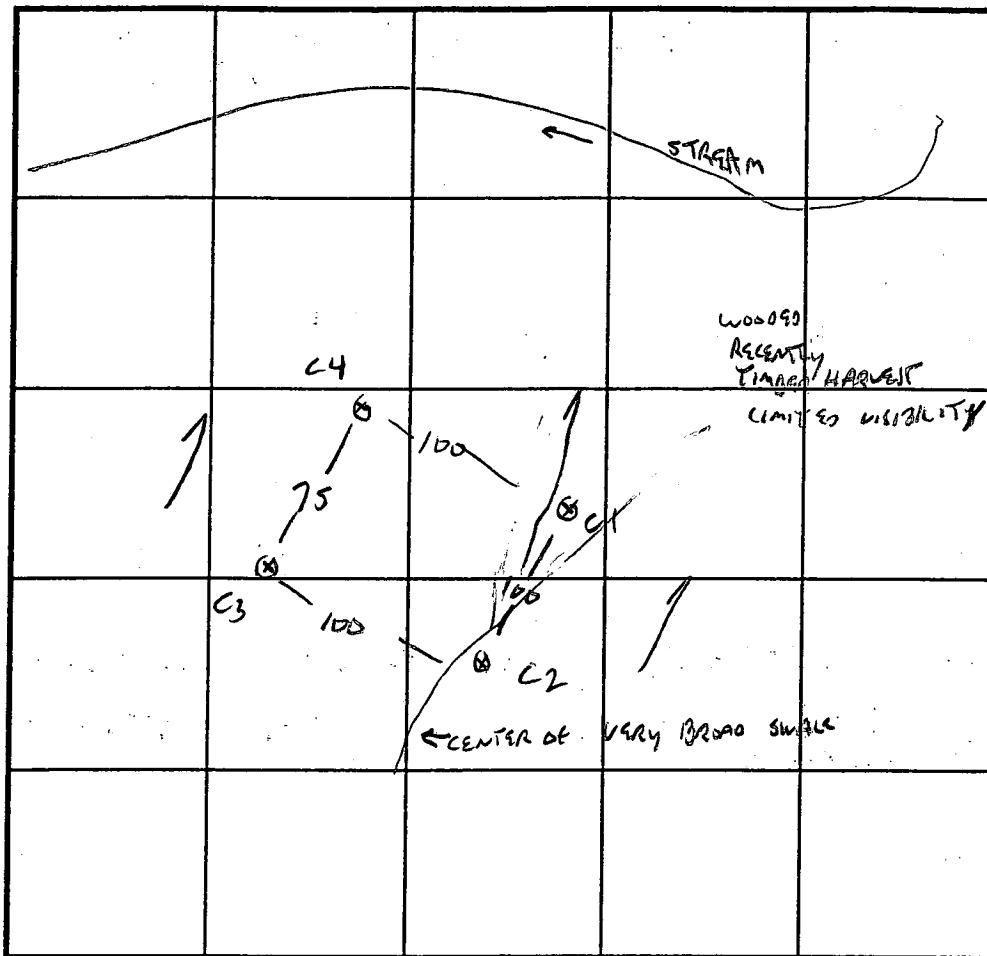 STREAM
WOODED
RECENTLY
TIMBER HARVEST
LIMITED VISIBILITY
C4
100
75
C1
C3
100
C2
←CENTER OF VERY BROAD SWALE